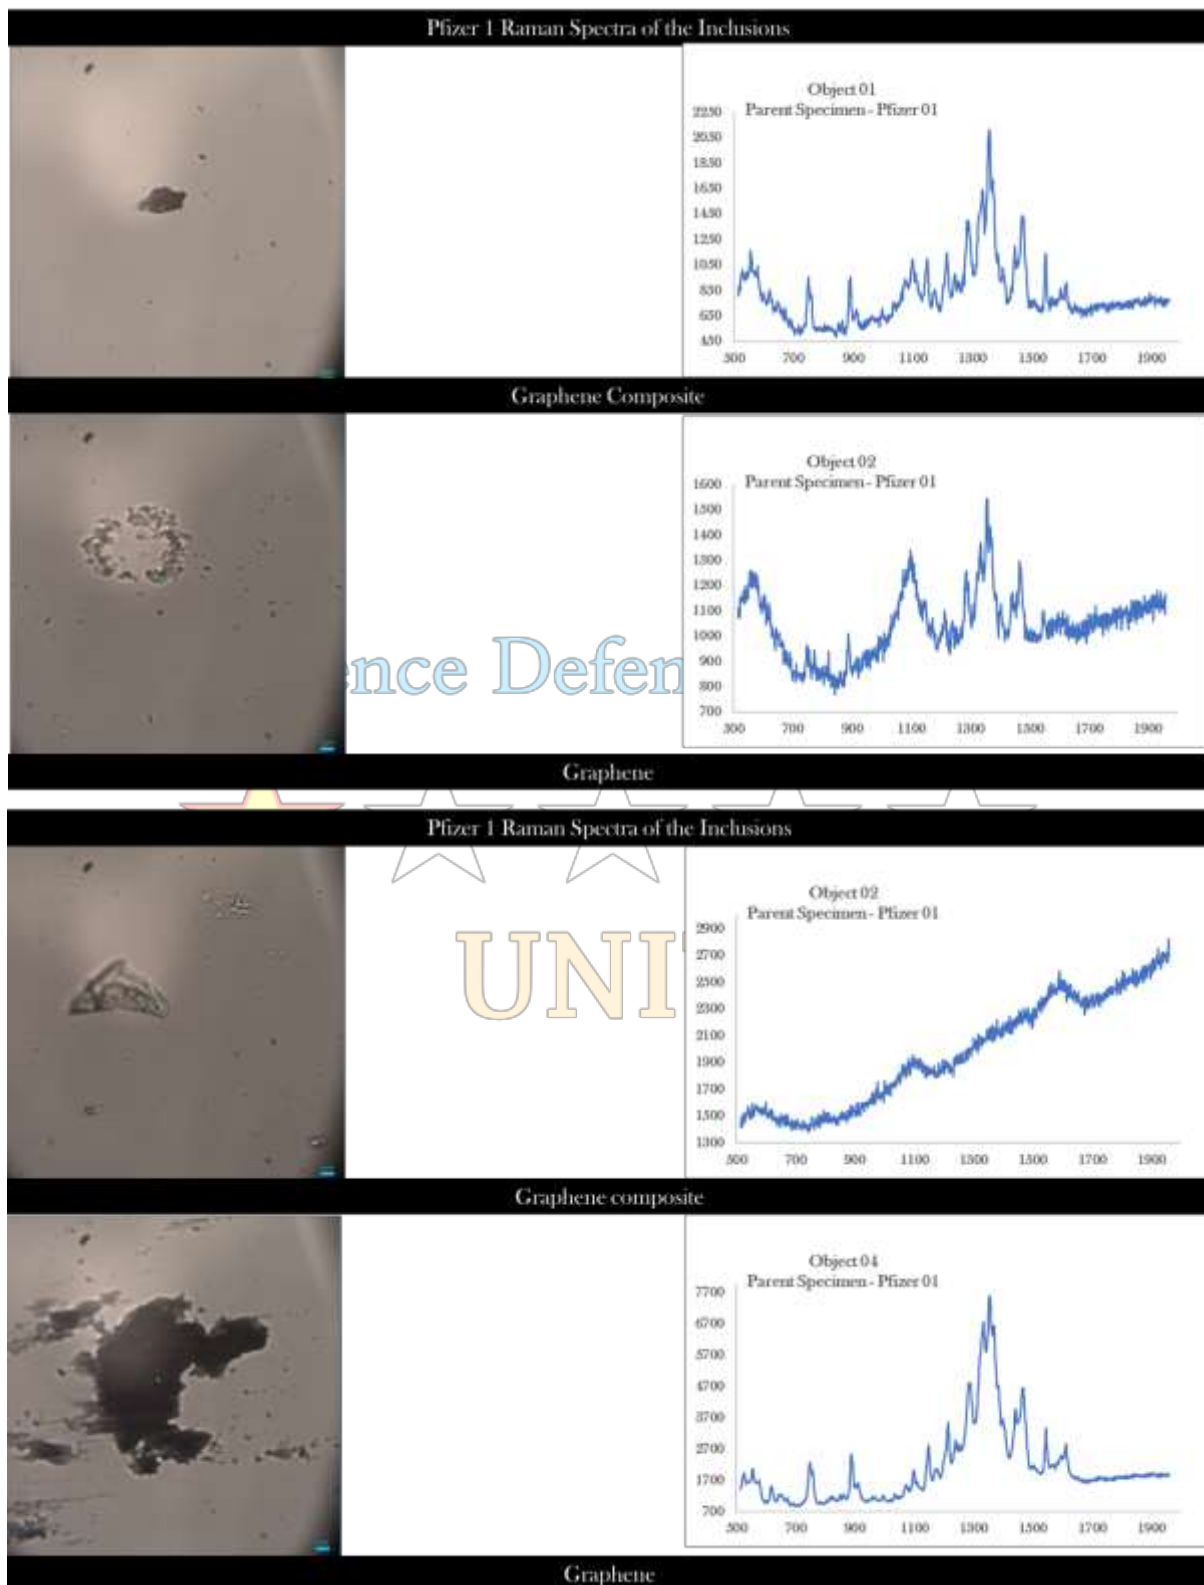 Pfizer 1 Raman Spectra of the Inclusions
Object 01
Parent Specimen - Pfizer 01
2250
2050
1850
1650
1450
1250
1050
850
650
450
500 700 900 1100 1300 1500 1700 1900
Graphene Composite
Object 02
Parent Specimen - Pfizer 01
1600
1500
1400
1300
1200
1100
1000
900
800
700
500 700 900 1100 1300 1500 1700 1900
ence Defen
Graphene
Pfizer 1 Raman Spectra of the Inclusions
Object 02
Parent Specimen - Pfizer 01
2900
2700
2500
2300
2100
1900
1700
1500
1300
500 700 900 1100 1300 1500 1700 1900
UNI
Graphene composite
Object 04
Parent Specimen - Pfizer 01
7700
6700
5700
4700
3700
2700
1700
700
500 700 900 1100 1300 1500 1700 1900
Graphene